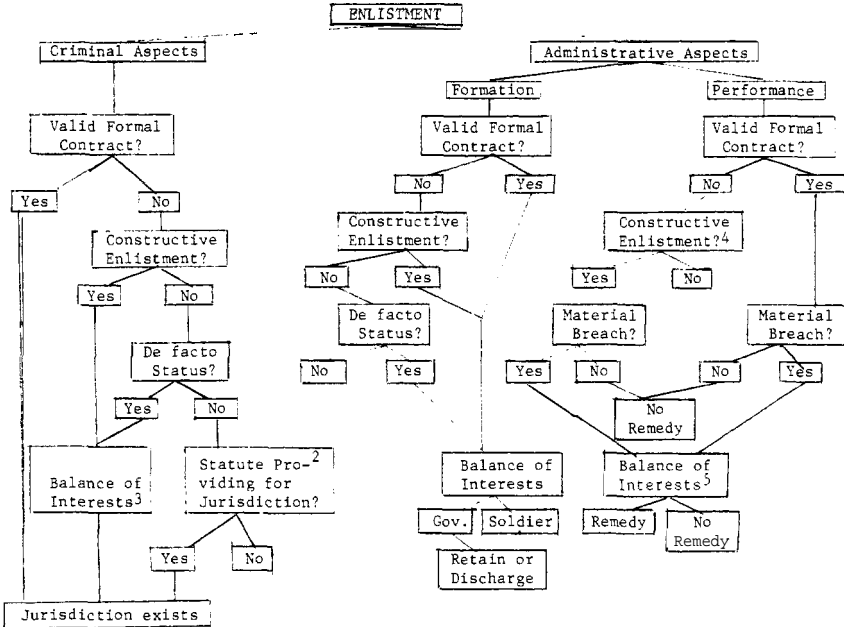 ENLISTMENT
Criminal Aspects
Administrative Aspects
Formation
Performance
Valid Formal
Contract?
Valid Formal
Contract?
Valid Formal
Contract?
Yes
No
No
Yes
No
Yes
Constructive
Enlistment?
Constructive
Enlistment?
Constructive
Enlistment?4
Yes
No
No
Yes
Yes
No
De facto
Status?
De facto
Status?
Material
Breach?
Material
Breach?
Yes
No
No
Yes
Yes
No
No
Yes
No
Remedy
Balance of
Interests3
Statute Pro-2
viding for
Jurisdiction?
Balance of
Interests
Balance of
Interests5
Gov.
Soldier
Remedy
No
Remedy
Yes
No
Retain or
Discharge
Jurisdiction exists